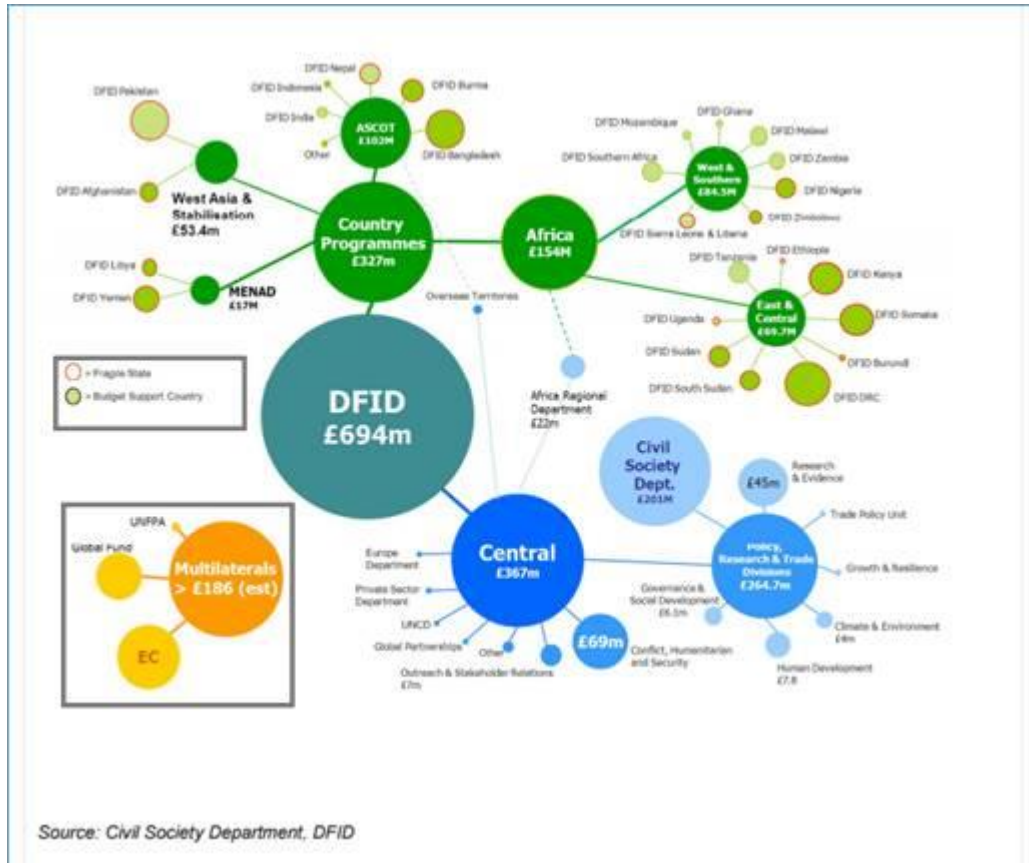 DFID Nepal
DFID Indonesia
DFID Burma
DFID Pakistan
DFID India
ASCOT
£102M
Other
DFID Bangladesh
DFID Afghanistan
West Asia &
Stabilisation
£53.4m
Country
Programmes
£327m
Africa
£154M
DFID Ghana
DFID Mozambique
DFID Malawi
DFID Southern Africa
West &
Southern
£84.5M
DFID Zambia
DFID Nigeria
DFID Zimbabwe
DFID Sierra Leone & Liberia
DFID Libya
DFID Yemen
MENAD
£17M
DFID Ethiopia
DFID Tanzania
DFID Kenya
East &
Central
£69.7M
DFID Somalia
DFID Uganda
DFID Sudan
DFID Burundi
DFID South Sudan
DFID DRC
Overseas Territories
= Fragile State
= Budget Support Country
DFID
£694m
Africa Regional
Department
£22m
Civil
Society
Dept.
£201M
£45m
Research
& Evidence
Trade Policy Unit
UNFPA
Global Fund
Multilaterals
> £186 (est)
EC
Central
£367m
Europe
Department
Private Sector
Department
Global Partnerships
Other
Outreach & Stakeholder Relations
£7m
£69m
Conflict, Humanitarian
and Security
Policy,
Research & Trade
Divisions
£264.7m
Growth & Resilience
Governance &
Social Development
Climate & Environment
£4m
Human Development
£7.8
Source: Civil Society Department, DFID